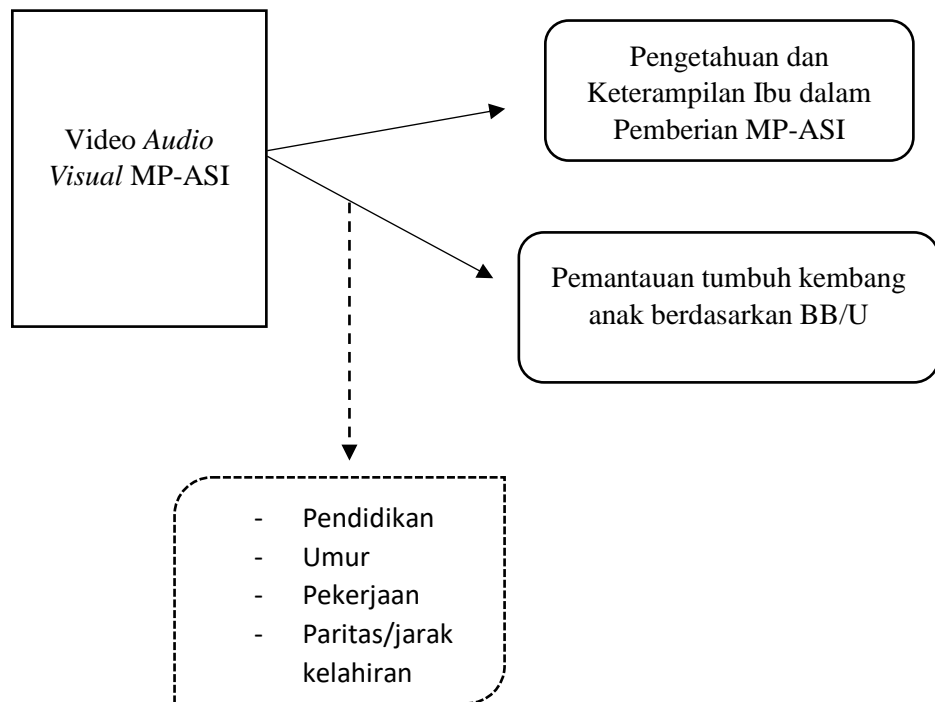 Video Audio
Visual MP-ASI
Pengetahuan dan
Keterampilan Ibu dalam
Pemberian MP-ASI
Pemantauan tumbuh kembang
anak berdasarkan BB/U
- Pendidikan
- Umur
- Pekerjaan
- Paritas/jarak
kelahiran